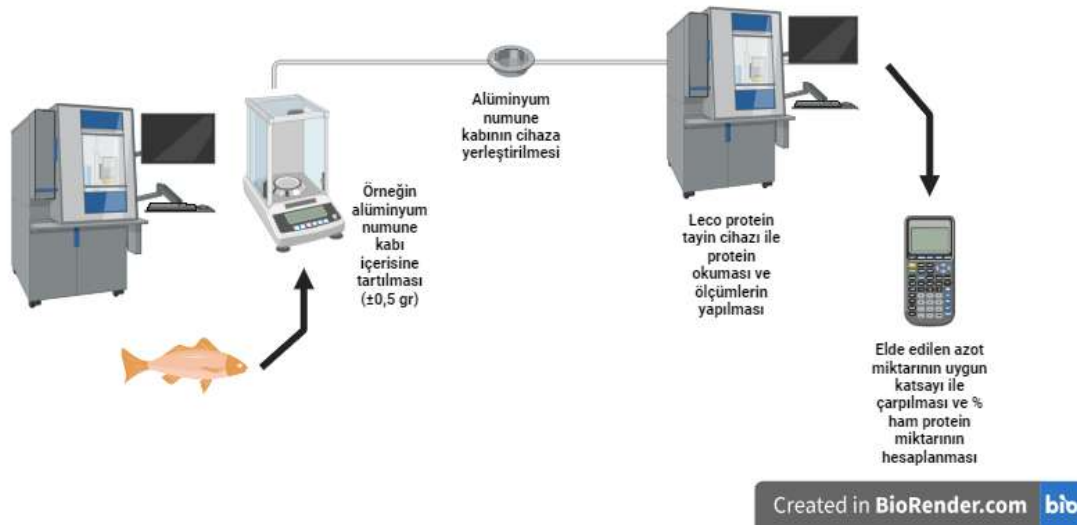 Alüminyum
numune
kabının cihaza
yerleştirilmesi
Örneğin
alüminyum
numune
kabı
içerisine
tartılması
(±0,5 gr)
Leco protein
tayin cihazı ile
protein
okuması ve
ölçümlerin
yapılması
Elde edilen azot
miktarının uygun
katsayı ile
çarpılması ve %
ham protein
miktarının
hesaplanması
Created in BioRender.com bio